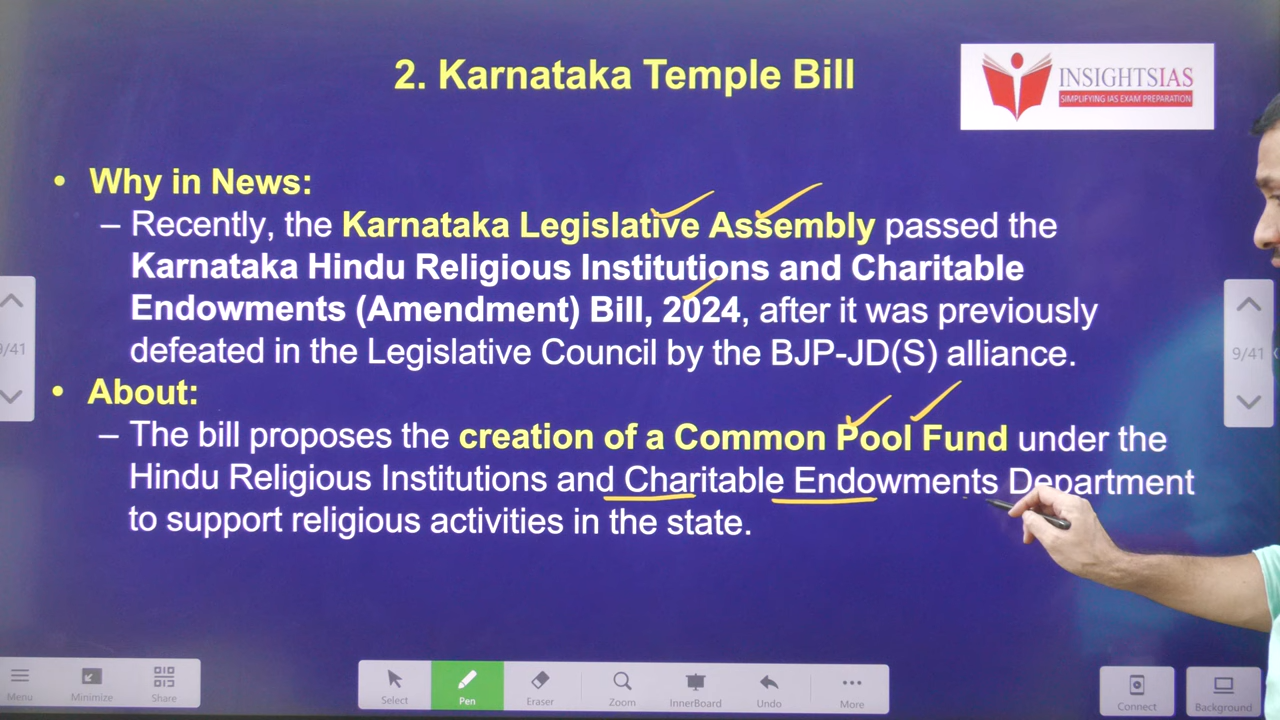 2. Karnataka Temple Bill
INSIGHTSIAS
SIMPLIFYING IAS EXAM PREPARATION
• Why in News:
– Recently, the Karnataka Legislative Assembly passed the
Karnataka Hindu Religious Institutions and Charitable
Endowments (Amendment) Bill, 2024, after it was previously
defeated in the Legislative Council by the BJP-JD(S) alliance.
• About:
– The bill proposes the creation of a Common Pool Fund under the
Hindu Religious Institutions and Charitable Endowments Department
to support religious activities in the state.
9/41
9/41
Menu
Minimize
Share
Select
Pen
Eraser
Zoom
InnerBoard
Undo
More
Connect
Background